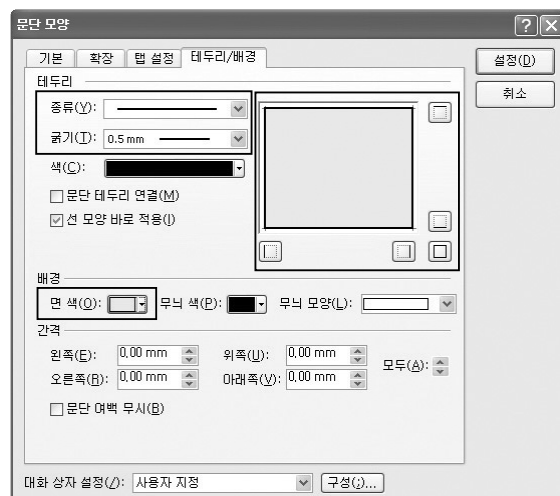 문단 모양
기본 확장 탭 설정 테두리/배경 설정(D)
취소
테두리
종류(Y):
굵기(T): 0.5 mm
색(C):
문단 테두리 연결(M)
선 모양 바로 적용(I)
배경
면 색(O): 무늬 색(P): 무늬 모양(L):
간격
왼쪽(E): 0.00 mm 위쪽(U): 0.00 mm 모두(A):
오른쪽(R): 0.00 mm 아래쪽(V): 0.00 mm
문단 여백 무시(B)
대화 상자 설정(/): 사용자 지정 구성(;)...